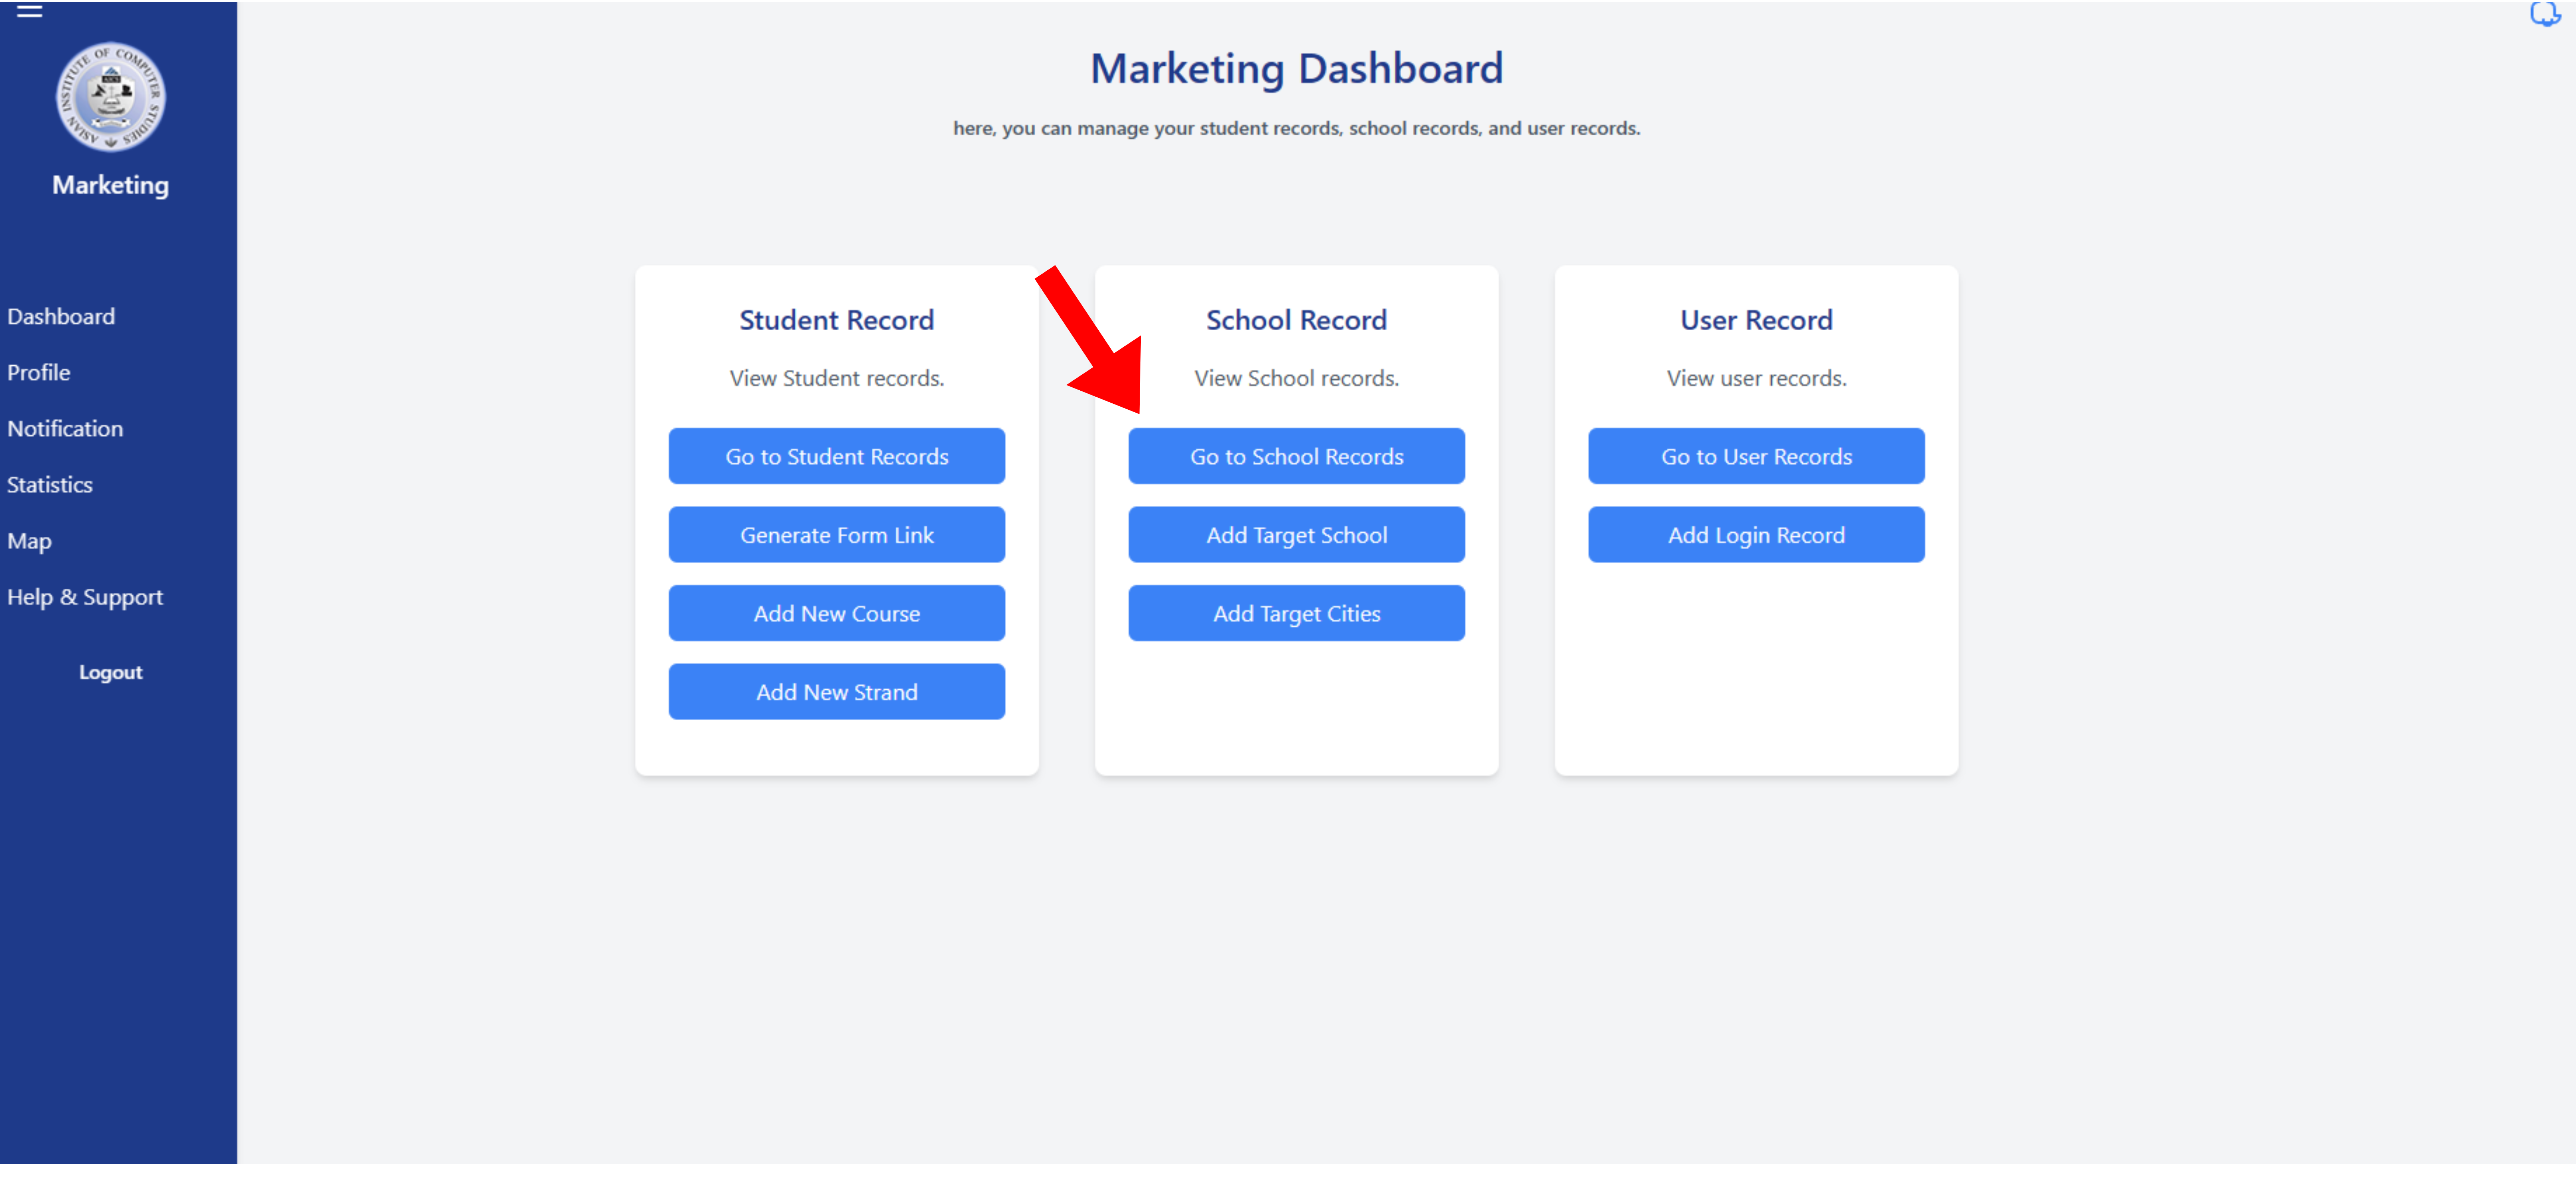 ASIAN INSTITUTE OF COMPUTER STUDIES
Marketing
Dashboard
Profile
Notification
Statistics
Map
Help & Support
Logout
Marketing Dashboard
here, you can manage your student records, school records, and user records.
Student Record
View Student records.
Go to Student Records
Generate Form Link
Add New Course
Add New Strand
School Record
View School records.
Go to School Records
Add Target School
Add Target Cities
User Record
View user records.
Go to User Records
Add Login Record